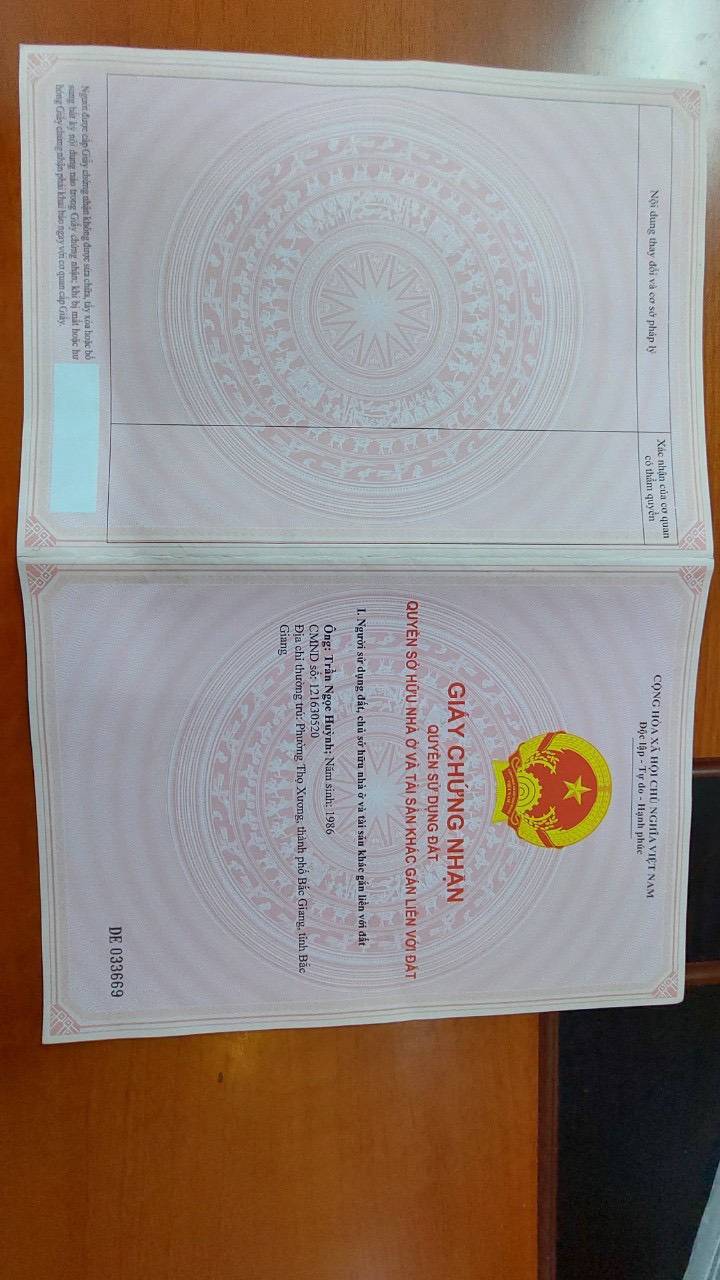 CỘNG HÒA XÃ HỘI CHỦ NGHĨA VIỆT NAM
Độc lập - Tự do - Hạnh phúc
GIẤY CHỨNG NHẬN
QUYỀN SỬ DỤNG ĐẤT
QUYỀN SỞ HỮU NHÀ Ở VÀ TÀI SẢN KHÁC GẮN LIỀN VỚI ĐẤT
I. Người sử dụng đất, chủ sở hữu nhà ở và tài sản khác gắn liền với đất
Ông: Trần Ngọc Huỳnh; Năm sinh: 1986
CMND số: 121630520
Địa chỉ thường trú: Phường Thọ Xương, thành phố Bắc Giang, tỉnh Bắc
Giang
DE 033669
Nội dung thay đổi và cơ sở pháp lý
Xác nhận của cơ quan
có thẩm quyền
Người được cấp Giấy chứng nhận không được sửa chữa, tẩy xóa hoặc bổ
sung bất kỳ nội dung nào trong Giấy chứng nhận; khi bị mất hoặc hư
hỏng Giấy chứng nhận phải khai báo ngay với cơ quan cấp Giấy.